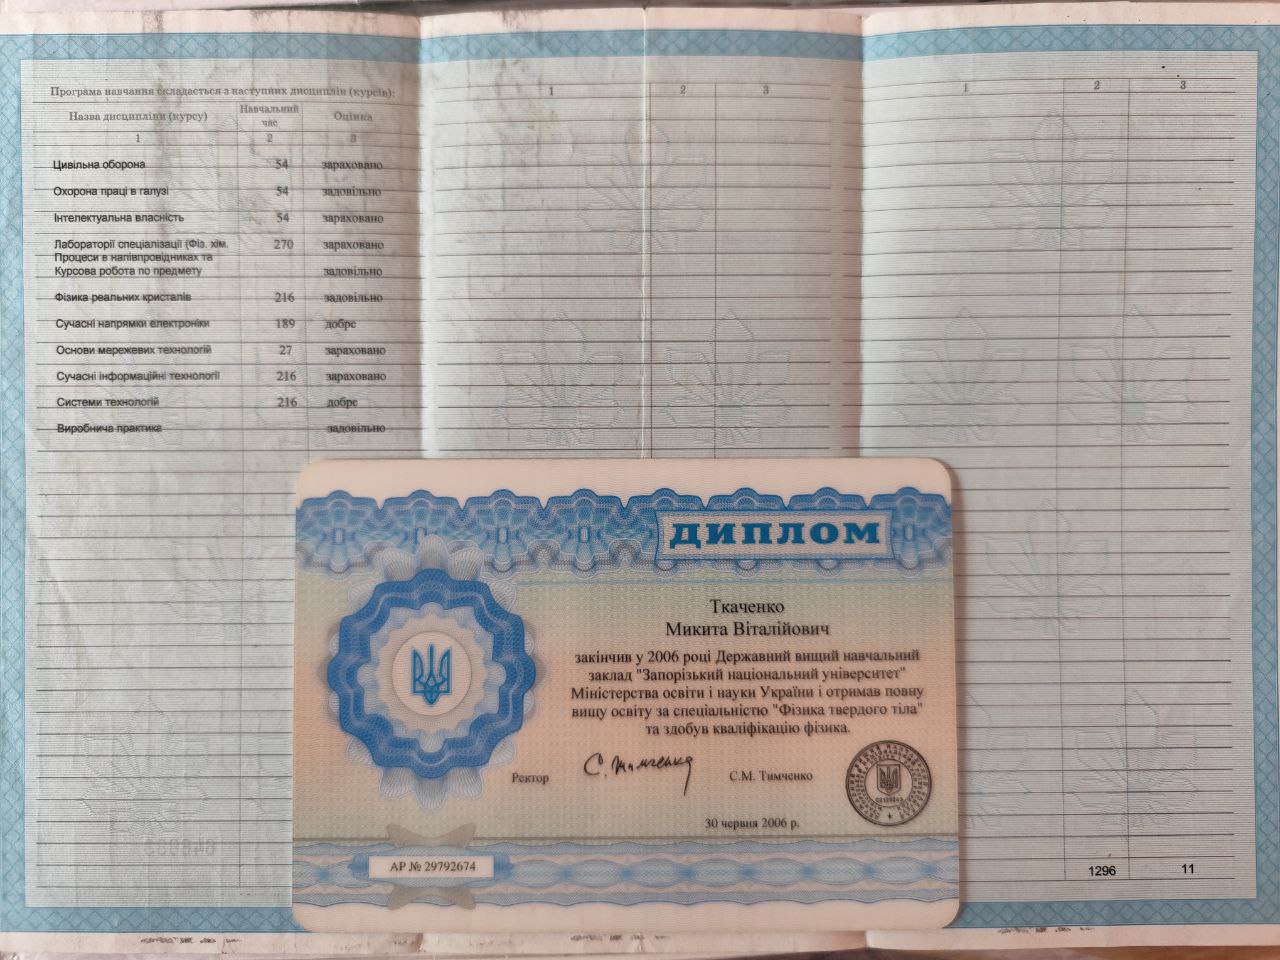 Програма навчання складається з наступних дисциплін (курсів):
Назва дисципліни (курсу) Навчальний час Оцінка
1 2 3
Цивільна оборона 54 зараховано
Охорона праці в галузі 54 задовільно
Інтелектуальна власність 54 зараховано
Лабораторії спеціалізації (Фіз. хім. 270 зараховано
Процеси в напівпровідниках та
Курсова робота по предмету задовільно
Фізика реальних кристалів 216 задовільно
Сучасні напрямки електроніки 189 добре
Основи мережевих технологій 27 зараховано
Сучасні інформаційні технології 216 зараховано
Системи технологій 216 добре
Виробнича практика задовільно
1 2 3
1 2 3
1296 11
ДИПЛОМ
Ткаченко
Микита Віталійович
закінчив у 2006 році Державний вищий навчальний
заклад "Запорізький національний університет"
Міністерства освіти і науки України і отримав повну
вищу освіту за спеціальністю "Фізика твердого тіла"
та здобув кваліфікацію фізика.
Ректор С. Тимченко С.М. Тимченко
30 червня 2006 р.
АР № 29792674